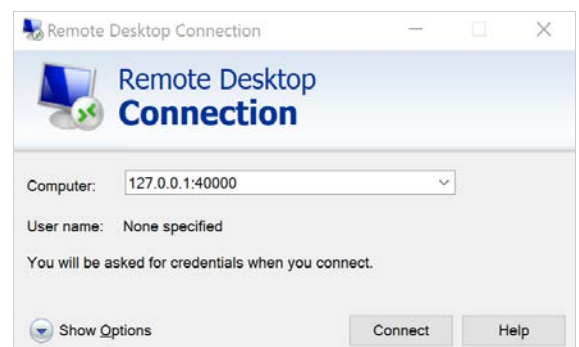 Remote Desktop Connection
Remote Desktop
Connection
Computer: 127.0.0.1:40000
User name: None specified
You will be asked for credentials when you connect.
Show Options Connect Help